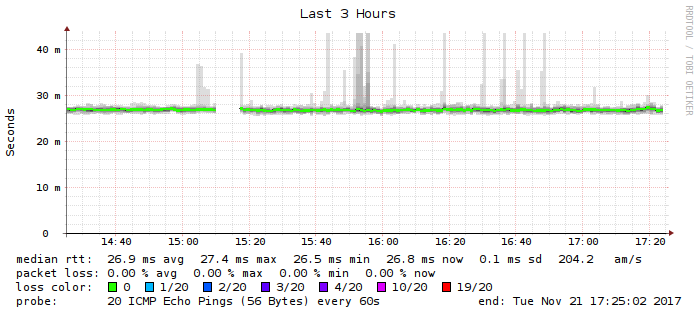 Last 3 Hours
RRDTOOL / TOBI OETIKER
Seconds
40 m
30 m
20 m
10 m
0
14:40 15:00 15:20 15:40 16:00 16:20 16:40 17:00 17:20
median rtt: 26.9 ms avg 27.4 ms max 26.5 ms min 26.8 ms now 0.1 ms sd 204.2 am/s
packet loss: 0.00 % avg 0.00 % max 0.00 % min 0.00 % now
loss color: 0 1/20 2/20 3/20 4/20 10/20 19/20
probe: 20 ICMP Echo Pings (56 Bytes) every 60s end: Tue Nov 21 17:25:02 2017